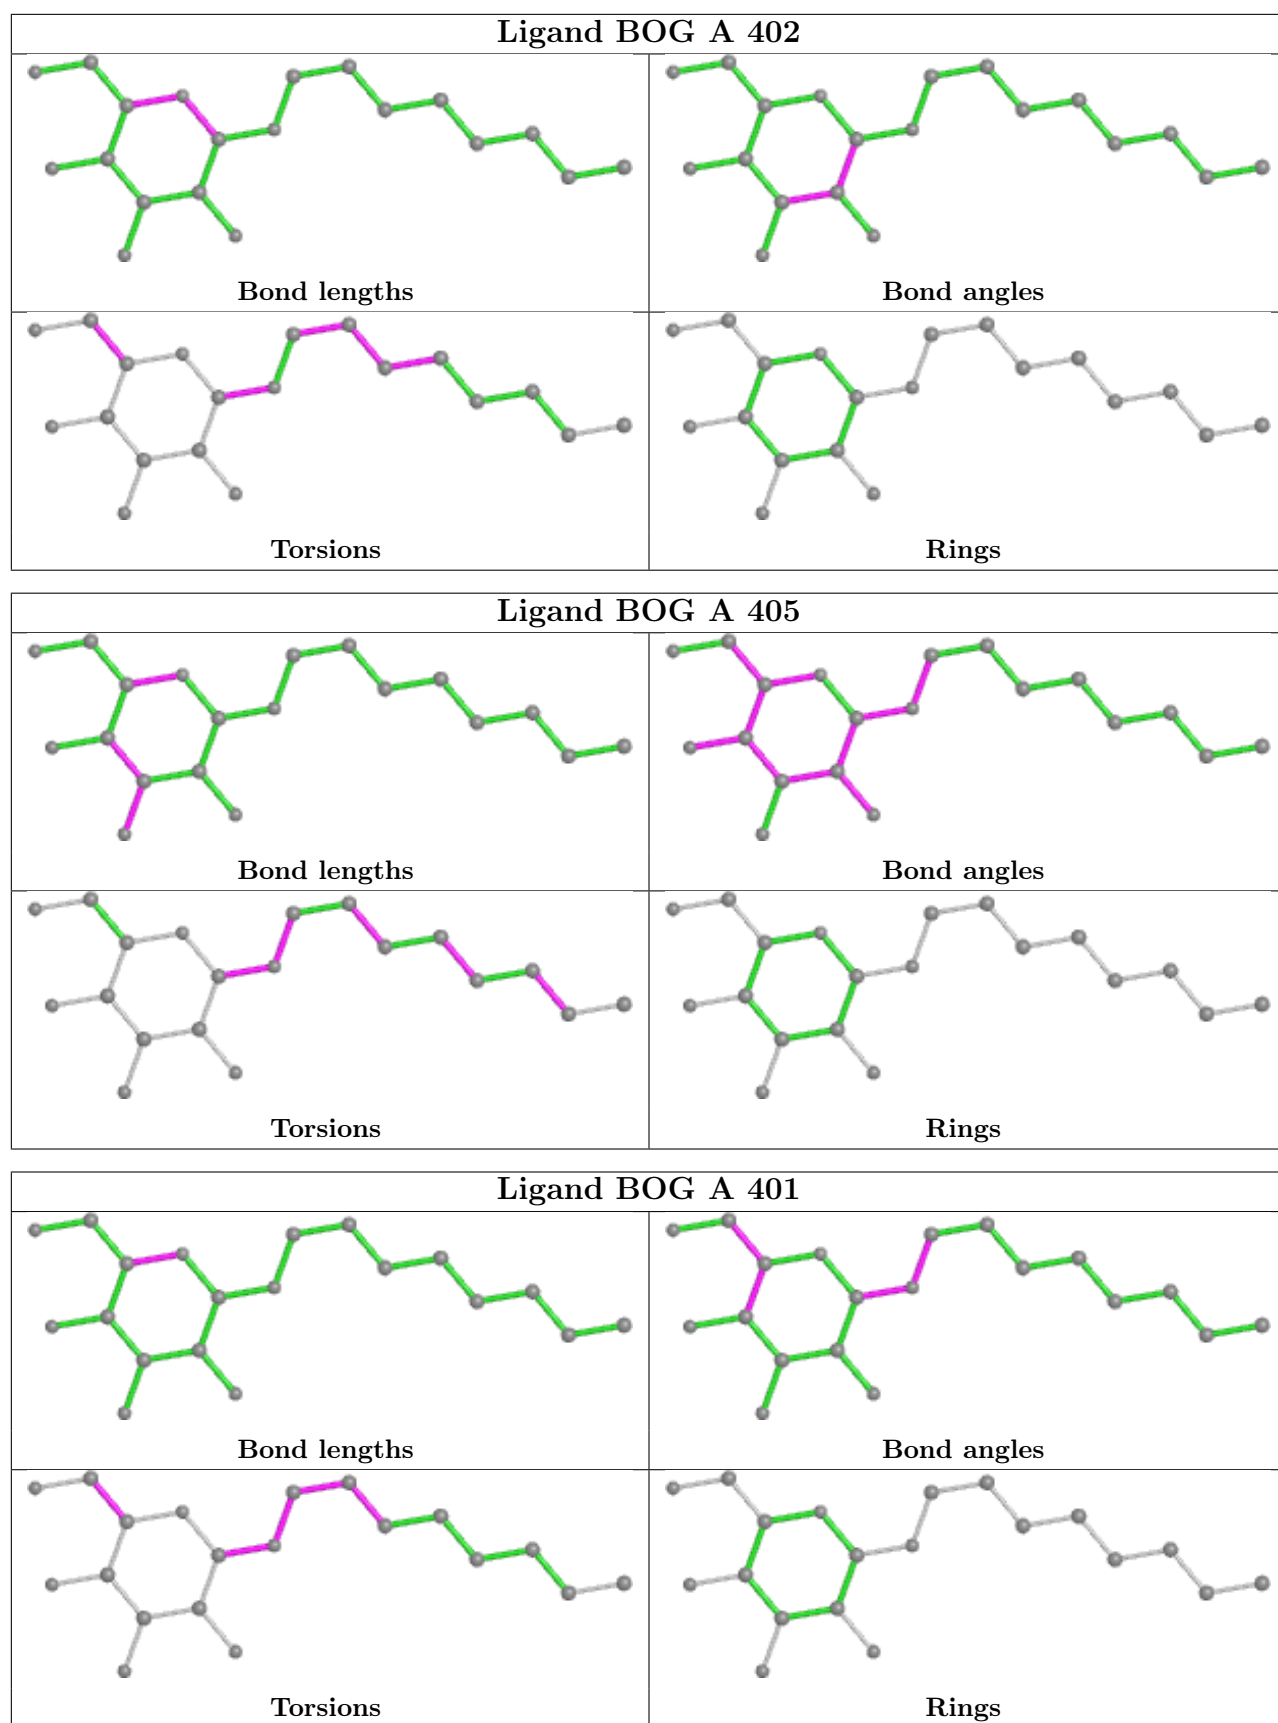 Ligand BOG A 402
Bond lengths
Bond angles
Torsions
Rings
Ligand BOG A 405
Bond lengths
Bond angles
Torsions
Rings
Ligand BOG A 401
Bond lengths
Bond angles
Torsions
Rings